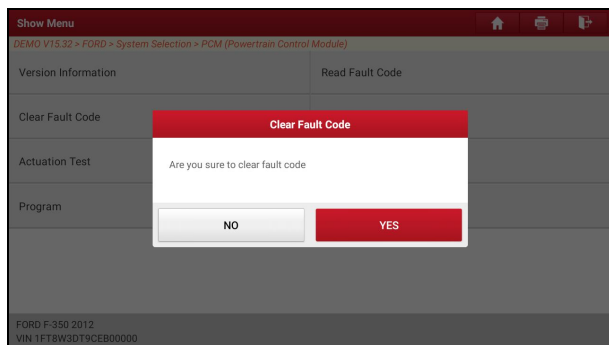 Show Menu
DEMO V15.32 > FORD > System Selection > PCM (Powertrain Control Module)
Version Information
Read Fault Code
Clear Fault Code
Clear Fault Code
Actuation Test
Are you sure to clear fault code
Program
NO
YES
FORD F-350 2012
VIN 1FT8W3DT9CEB00000